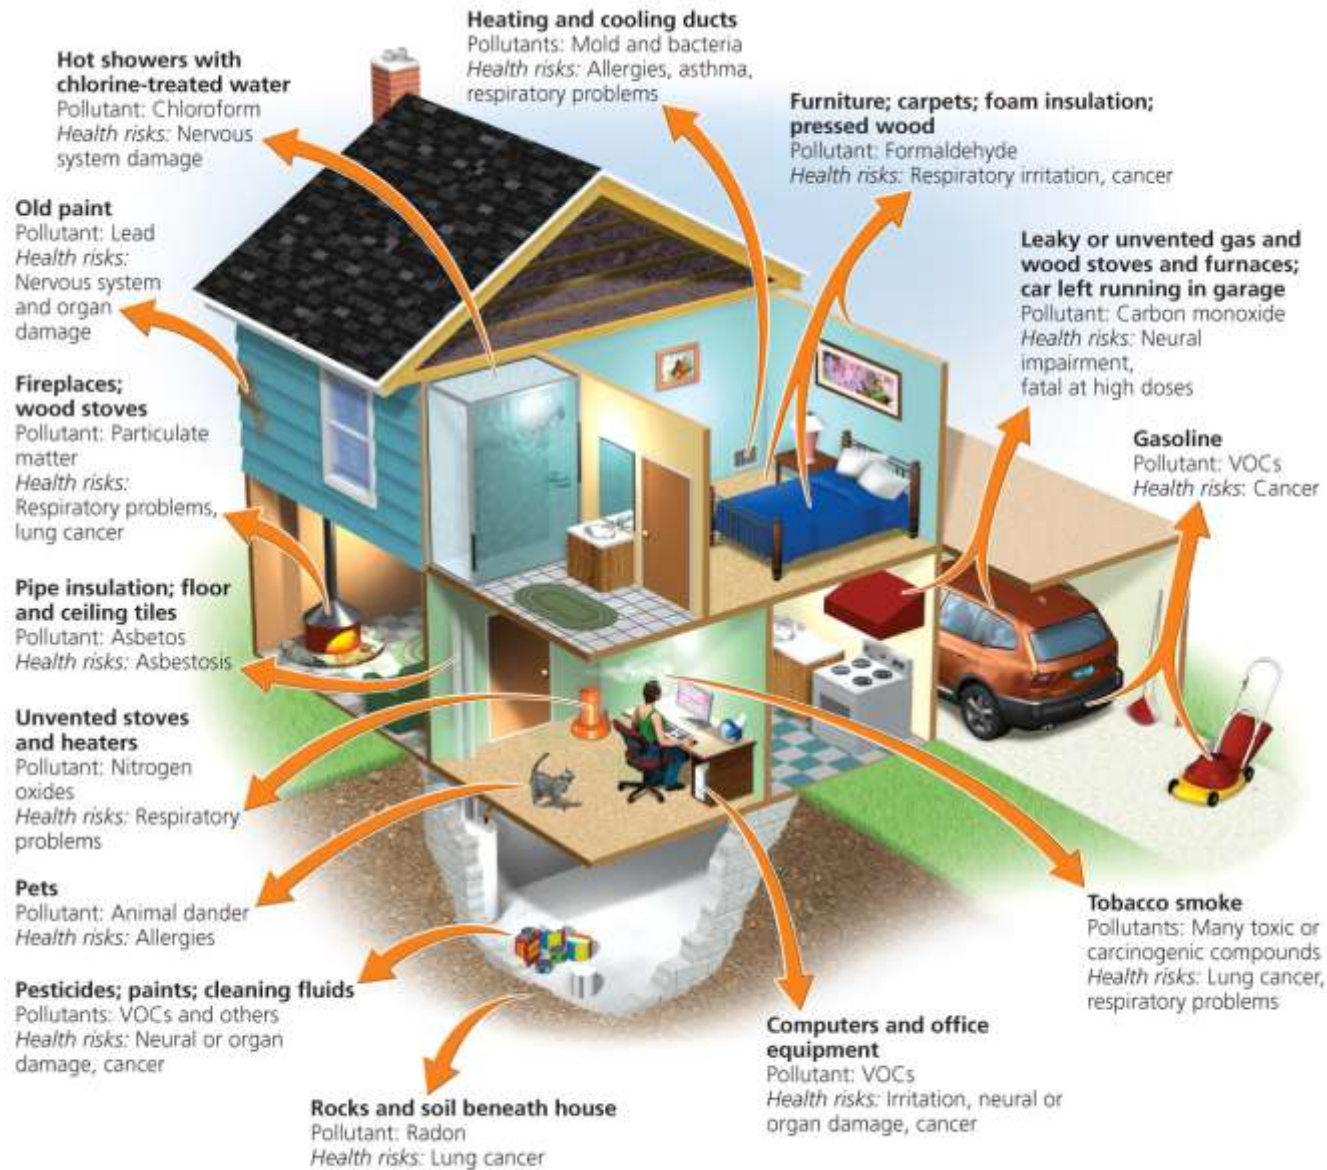 Heating and cooling ducts
Pollutants: Mold and bacteria
Health risks: Allergies, asthma,
respiratory problems
Hot showers with
chlorine-treated water
Pollutant: Chloroform
Health risks: Nervous
system damage
Furniture; carpets; foam insulation;
pressed wood
Pollutant: Formaldehyde
Health risks: Respiratory irritation, cancer
Old paint
Pollutant: Lead
Health risks:
Nervous system
and organ
damage
Leaky or unvented gas and
wood stoves and furnaces;
car left running in garage
Pollutant: Carbon monoxide
Health risks: Neural
impairment,
fatal at high doses
Fireplaces;
wood stoves
Pollutant: Particulate
matter
Health risks:
Respiratory problems,
lung cancer
Gasoline
Pollutant: VOCs
Health risks: Cancer
Pipe insulation; floor
and ceiling tiles
Pollutant: Asbetos
Health risks: Asbestosis
Unvented stoves
and heaters
Pollutant: Nitrogen
oxides
Health risks: Respiratory
problems
Pets
Pollutant: Animal dander
Health risks: Allergies
Tobacco smoke
Pollutants: Many toxic or
carcinogenic compounds
Health risks: Lung cancer,
respiratory problems
Pesticides; paints; cleaning fluids
Pollutants: VOCs and others
Health risks: Neural or organ
damage, cancer
Computers and office
equipment
Pollutant: VOCs
Health risks: Irritation, neural or
organ damage, cancer
Rocks and soil beneath house
Pollutant: Radon
Health risks: Lung cancer